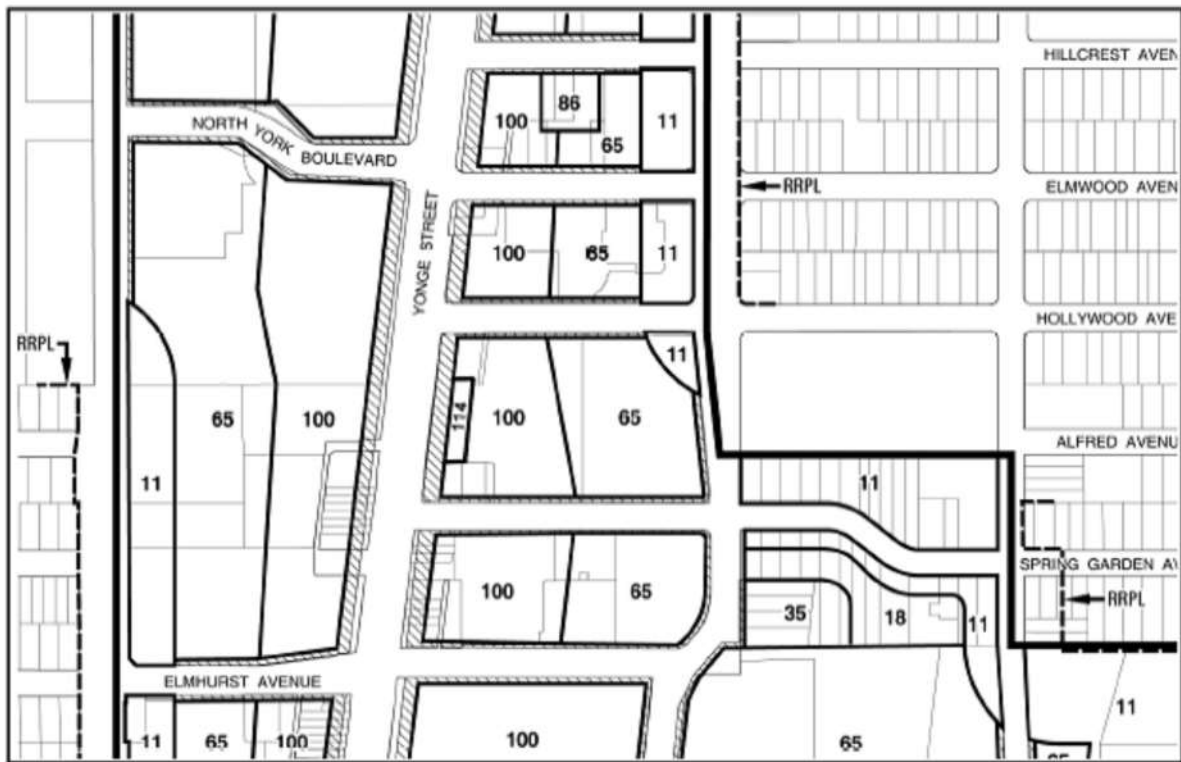 HILLCREST AVEN
NORTH YORK BOULEVARD
100
86
65
11
RRPL
ELMWOOD AVEN
YONGE STREET
100
65
11
HOLLYWOOD AVE
RRPL
11
114
100
65
65
100
11
ALFRED AVENU
11
100
65
SPRING GARDEN AV
35
18
11
RRPL
ELMHURST AVENUE
11
65
100
100
65
11